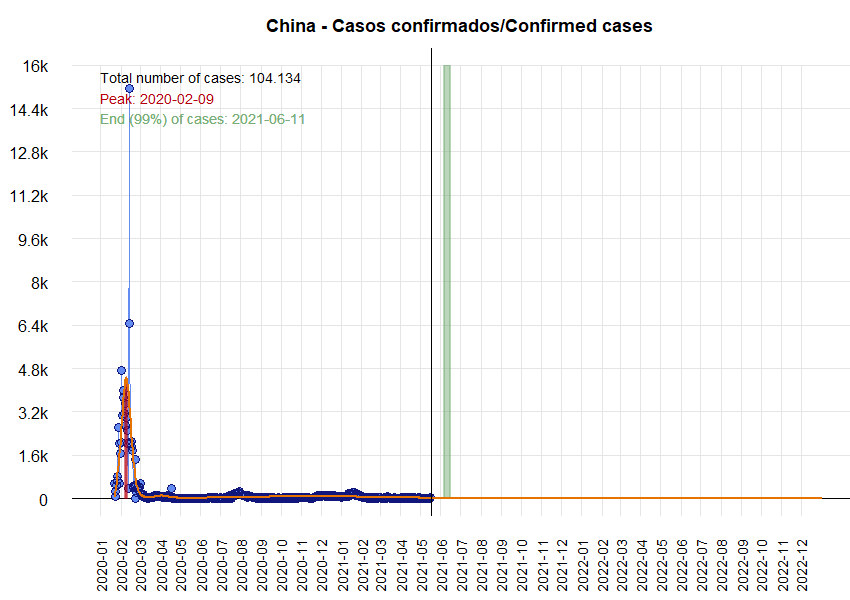 China - Casos confirmados/Confirmed cases
Total number of cases: 104.134
Peak: 2020-02-09
End (99%) of cases: 2021-06-11
16k
14.4k
12.8k
11.2k
9.6k
8k
6.4k
4.8k
3.2k
1.6k
0
2020-01
2020-02
2020-03
2020-04
2020-05
2020-06
2020-07
2020-08
2020-09
2020-10
2020-11
2020-12
2021-01
2021-02
2021-03
2021-04
2021-05
2021-06
2021-07
2021-08
2021-09
2021-10
2021-11
2021-12
2022-01
2022-02
2022-03
2022-04
2022-05
2022-06
2022-07
2022-08
2022-09
2022-10
2022-11
2022-12